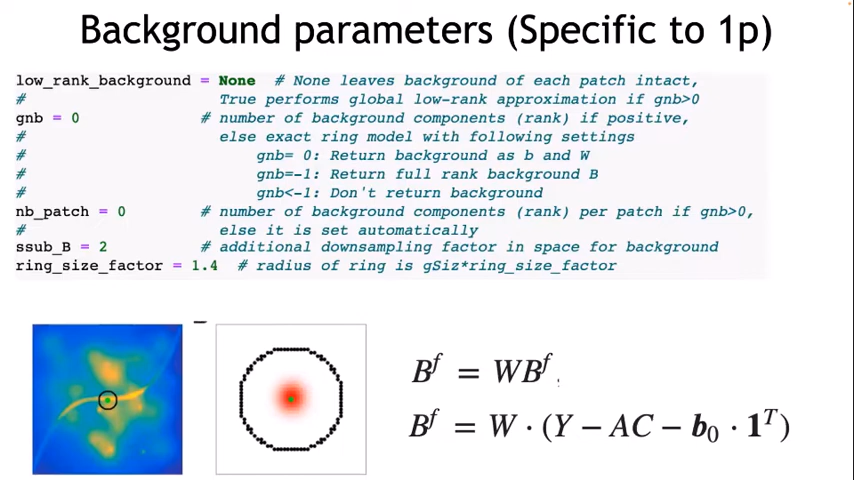 Background parameters (Specific to 1p)
low_rank_background = None # None leaves background of each patch intact,
# True performs global low-rank approximation if gnb>0
gnb = 0 # number of background components (rank) if positive,
# else exact ring model with following settings
# gnb= 0: Return background as b and W
# gnb=-1: Return full rank background B
# gnb<-1: Don't return background
nb_patch = 0 # number of background components (rank) per patch if gnb>0,
# else it is set automatically
ssub_B = 2 # additional downsampling factor in space for background
ring_size_factor = 1.4 # radius of ring is gSiz*ring_size_factor
B^f = WB^f
B^f = W · (Y − AC − b₀ · 1^T)